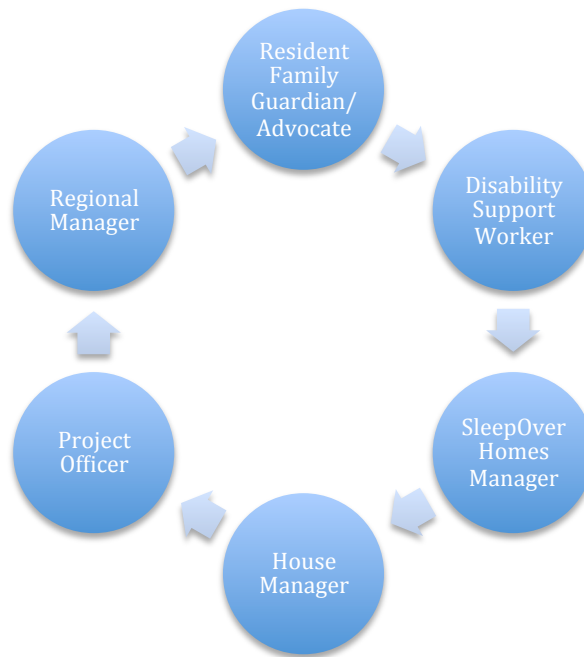 Resident
Family
Guardian/
Advocate
Disability
Support
Worker
SleepOver
Homes
Manager
House
Manager
Project
Officer
Regional
Manager